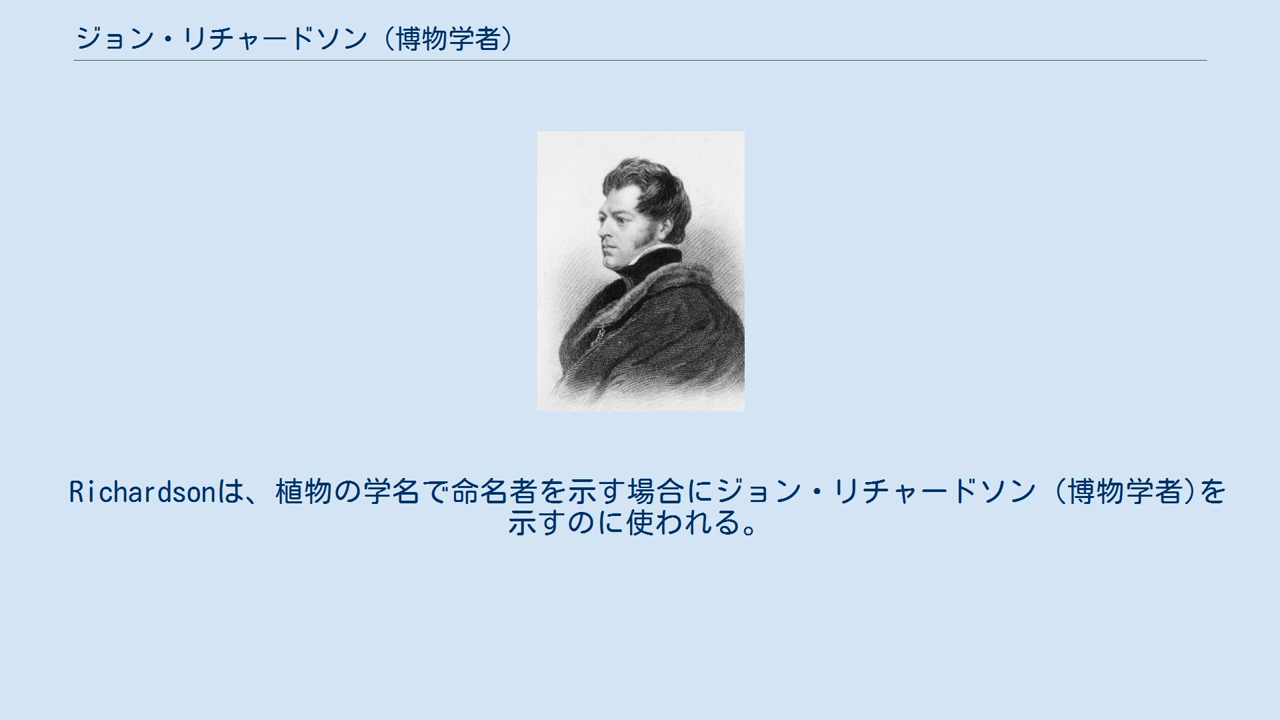 ジョン・リチャードソン（博物学者）
Richardsonは、植物の学名で命名者を示す場合にジョン・リチャードソン（博物学者)を
示すのに使われる。